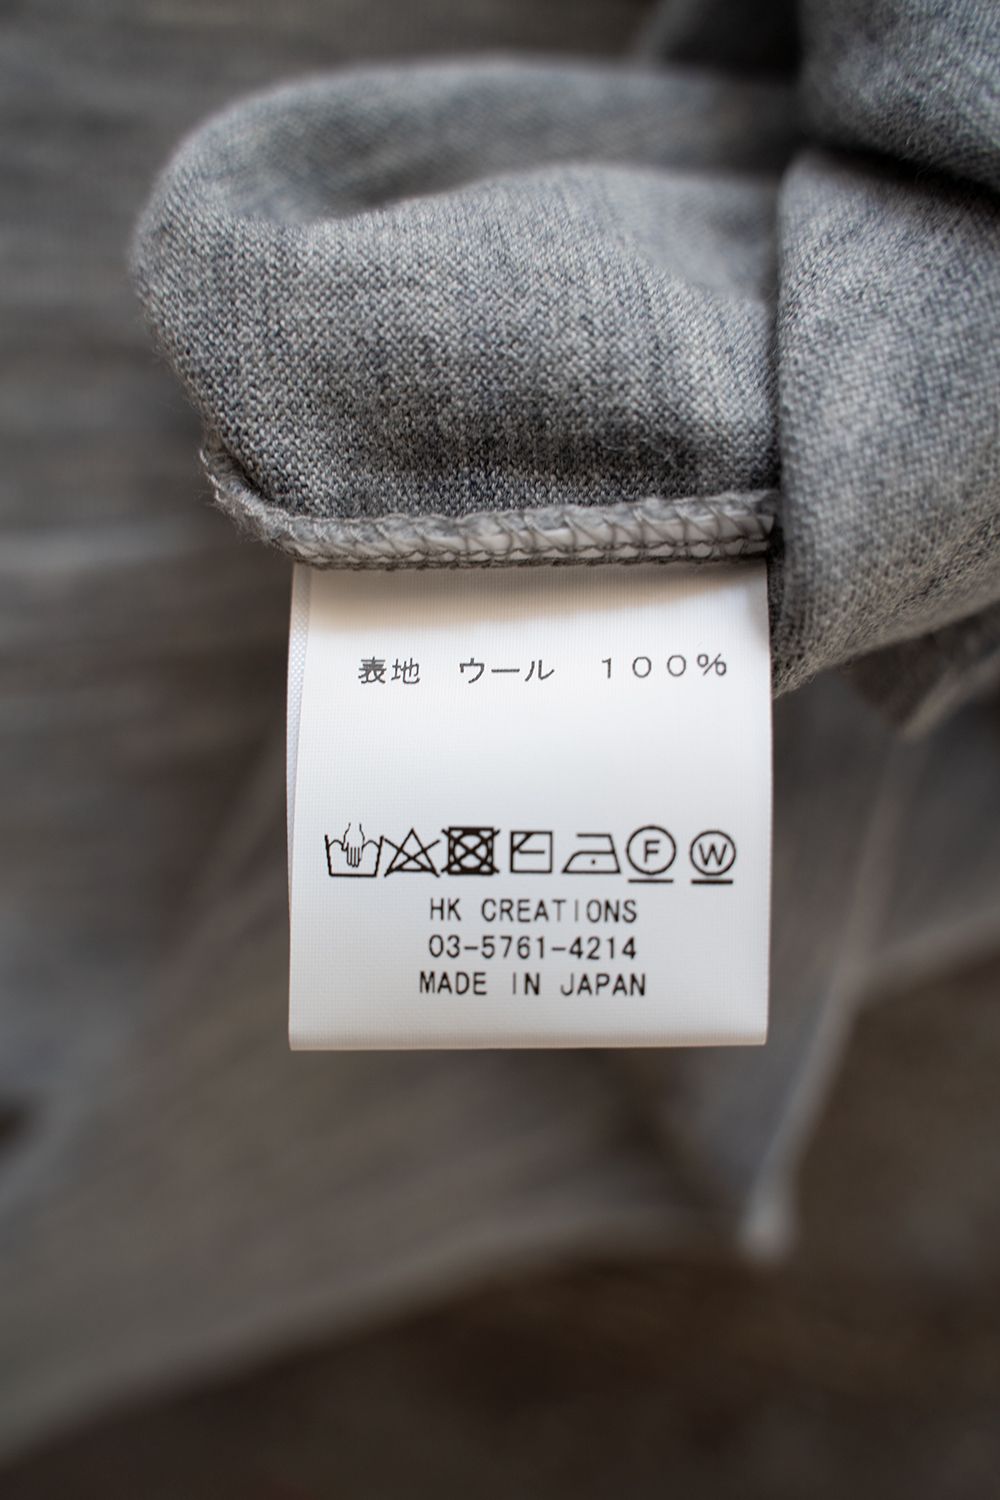 表地　ウール　１００％
F W
HK CREATIONS
03-5761-4214
MADE IN JAPAN